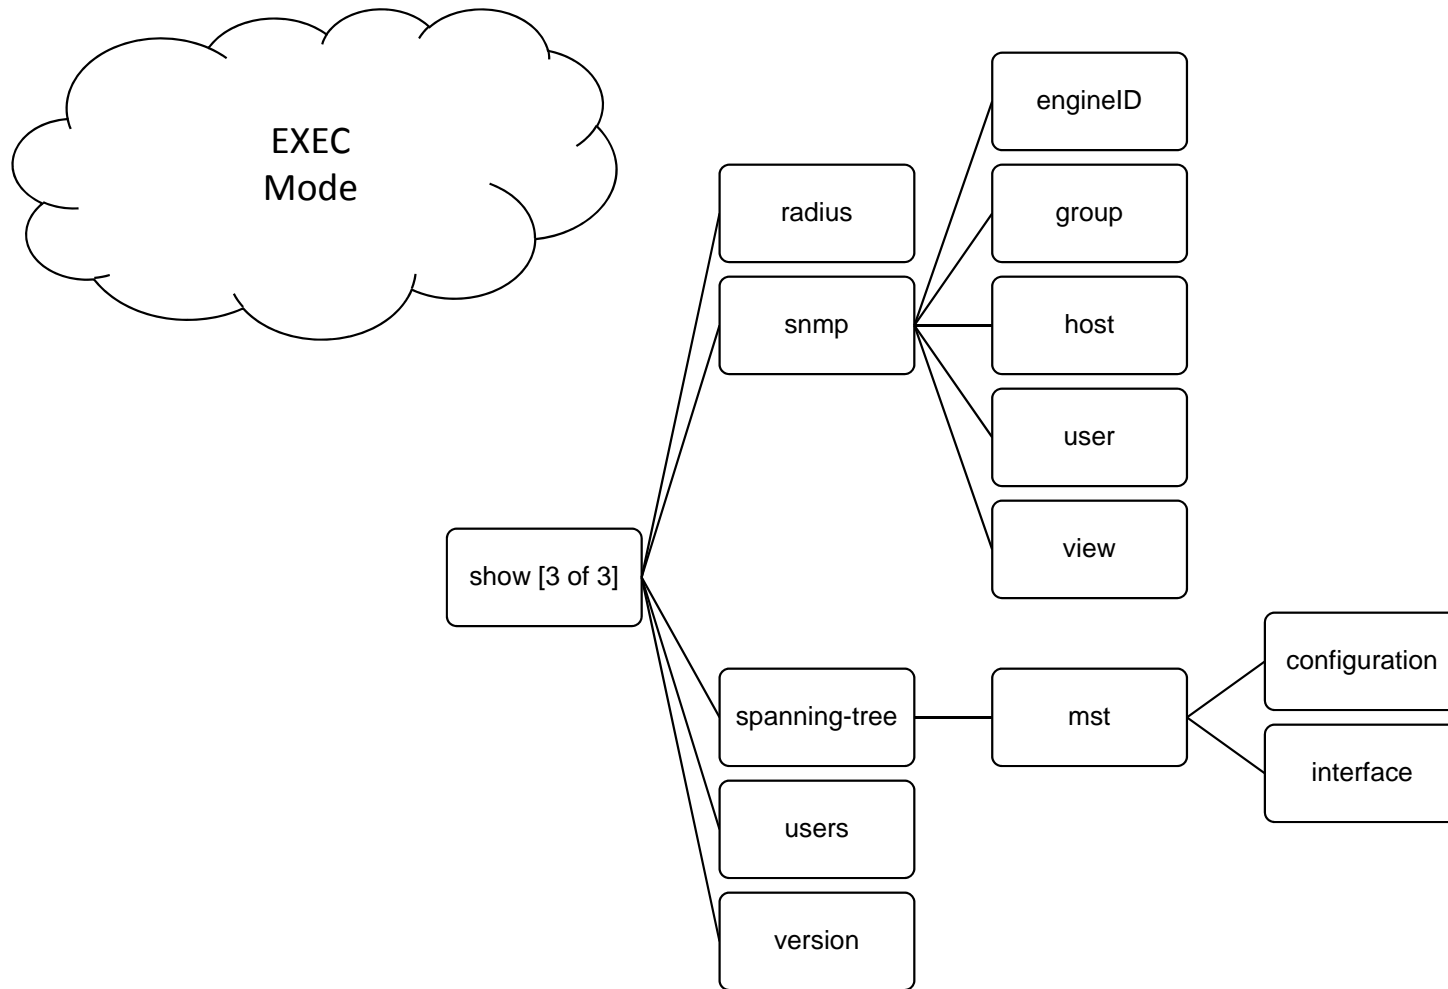 EXEC
Mode
engineID
radius
group
snmp
host
user
view
show [3 of 3]
configuration
spanning-tree
mst
interface
users
version